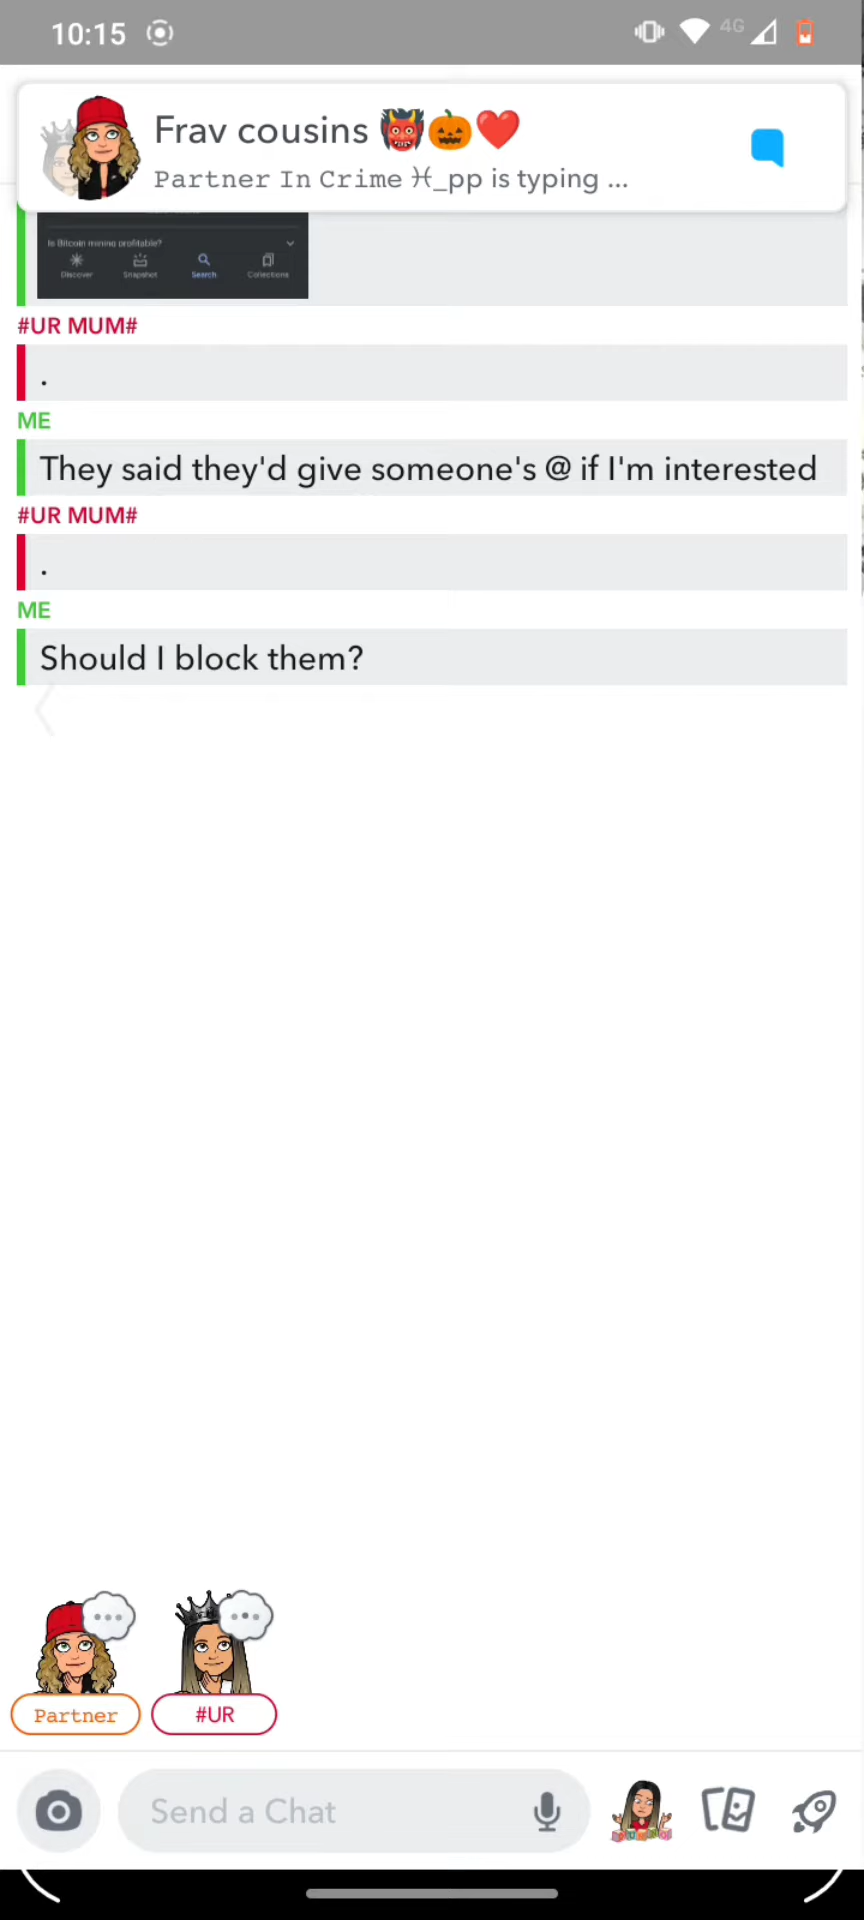 10:15
4G
Frav cousins 👹🎃❤️
Partner In Crime ♓︎_pp is typing ...
Is Bitcoin mining profitable?
Discover Snapshot Search Collections
#UR MUM#
.
ME
They said they'd give someone's @ if I'm interested
#UR MUM#
.
ME
Should I block them?
Partner #UR
Send a Chat